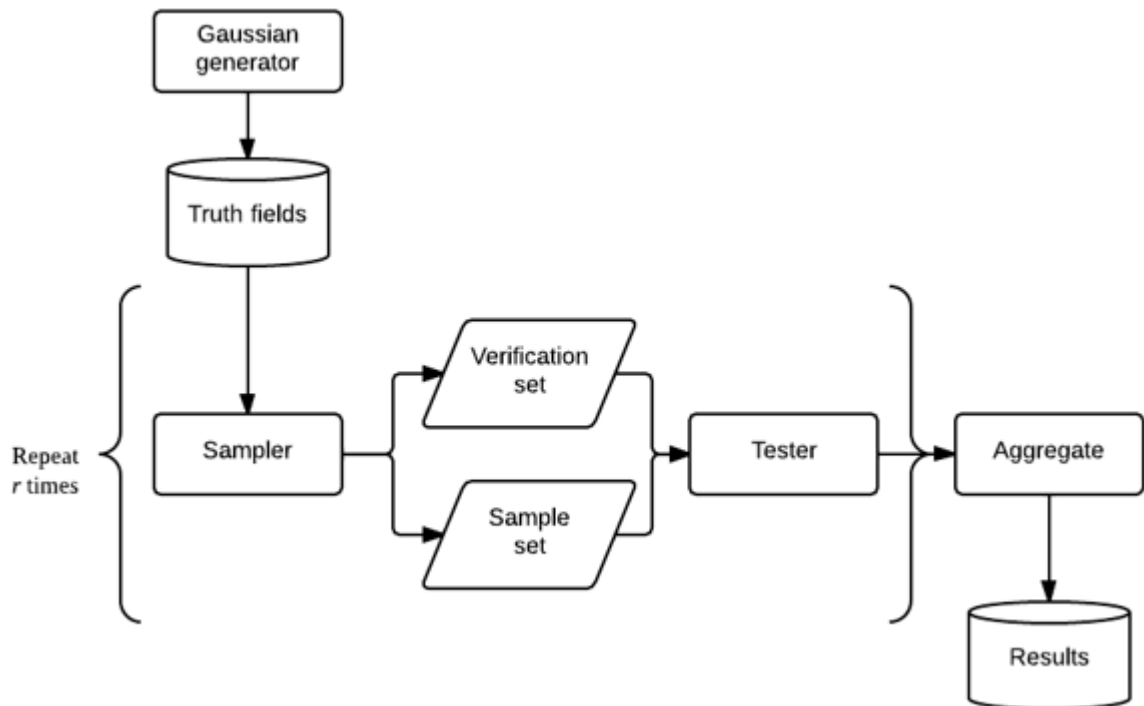 Gaussian
generator
Truth fields
Verification
set
Repeat
r times
Sampler
Tester
Aggregate
Sample
set
Results